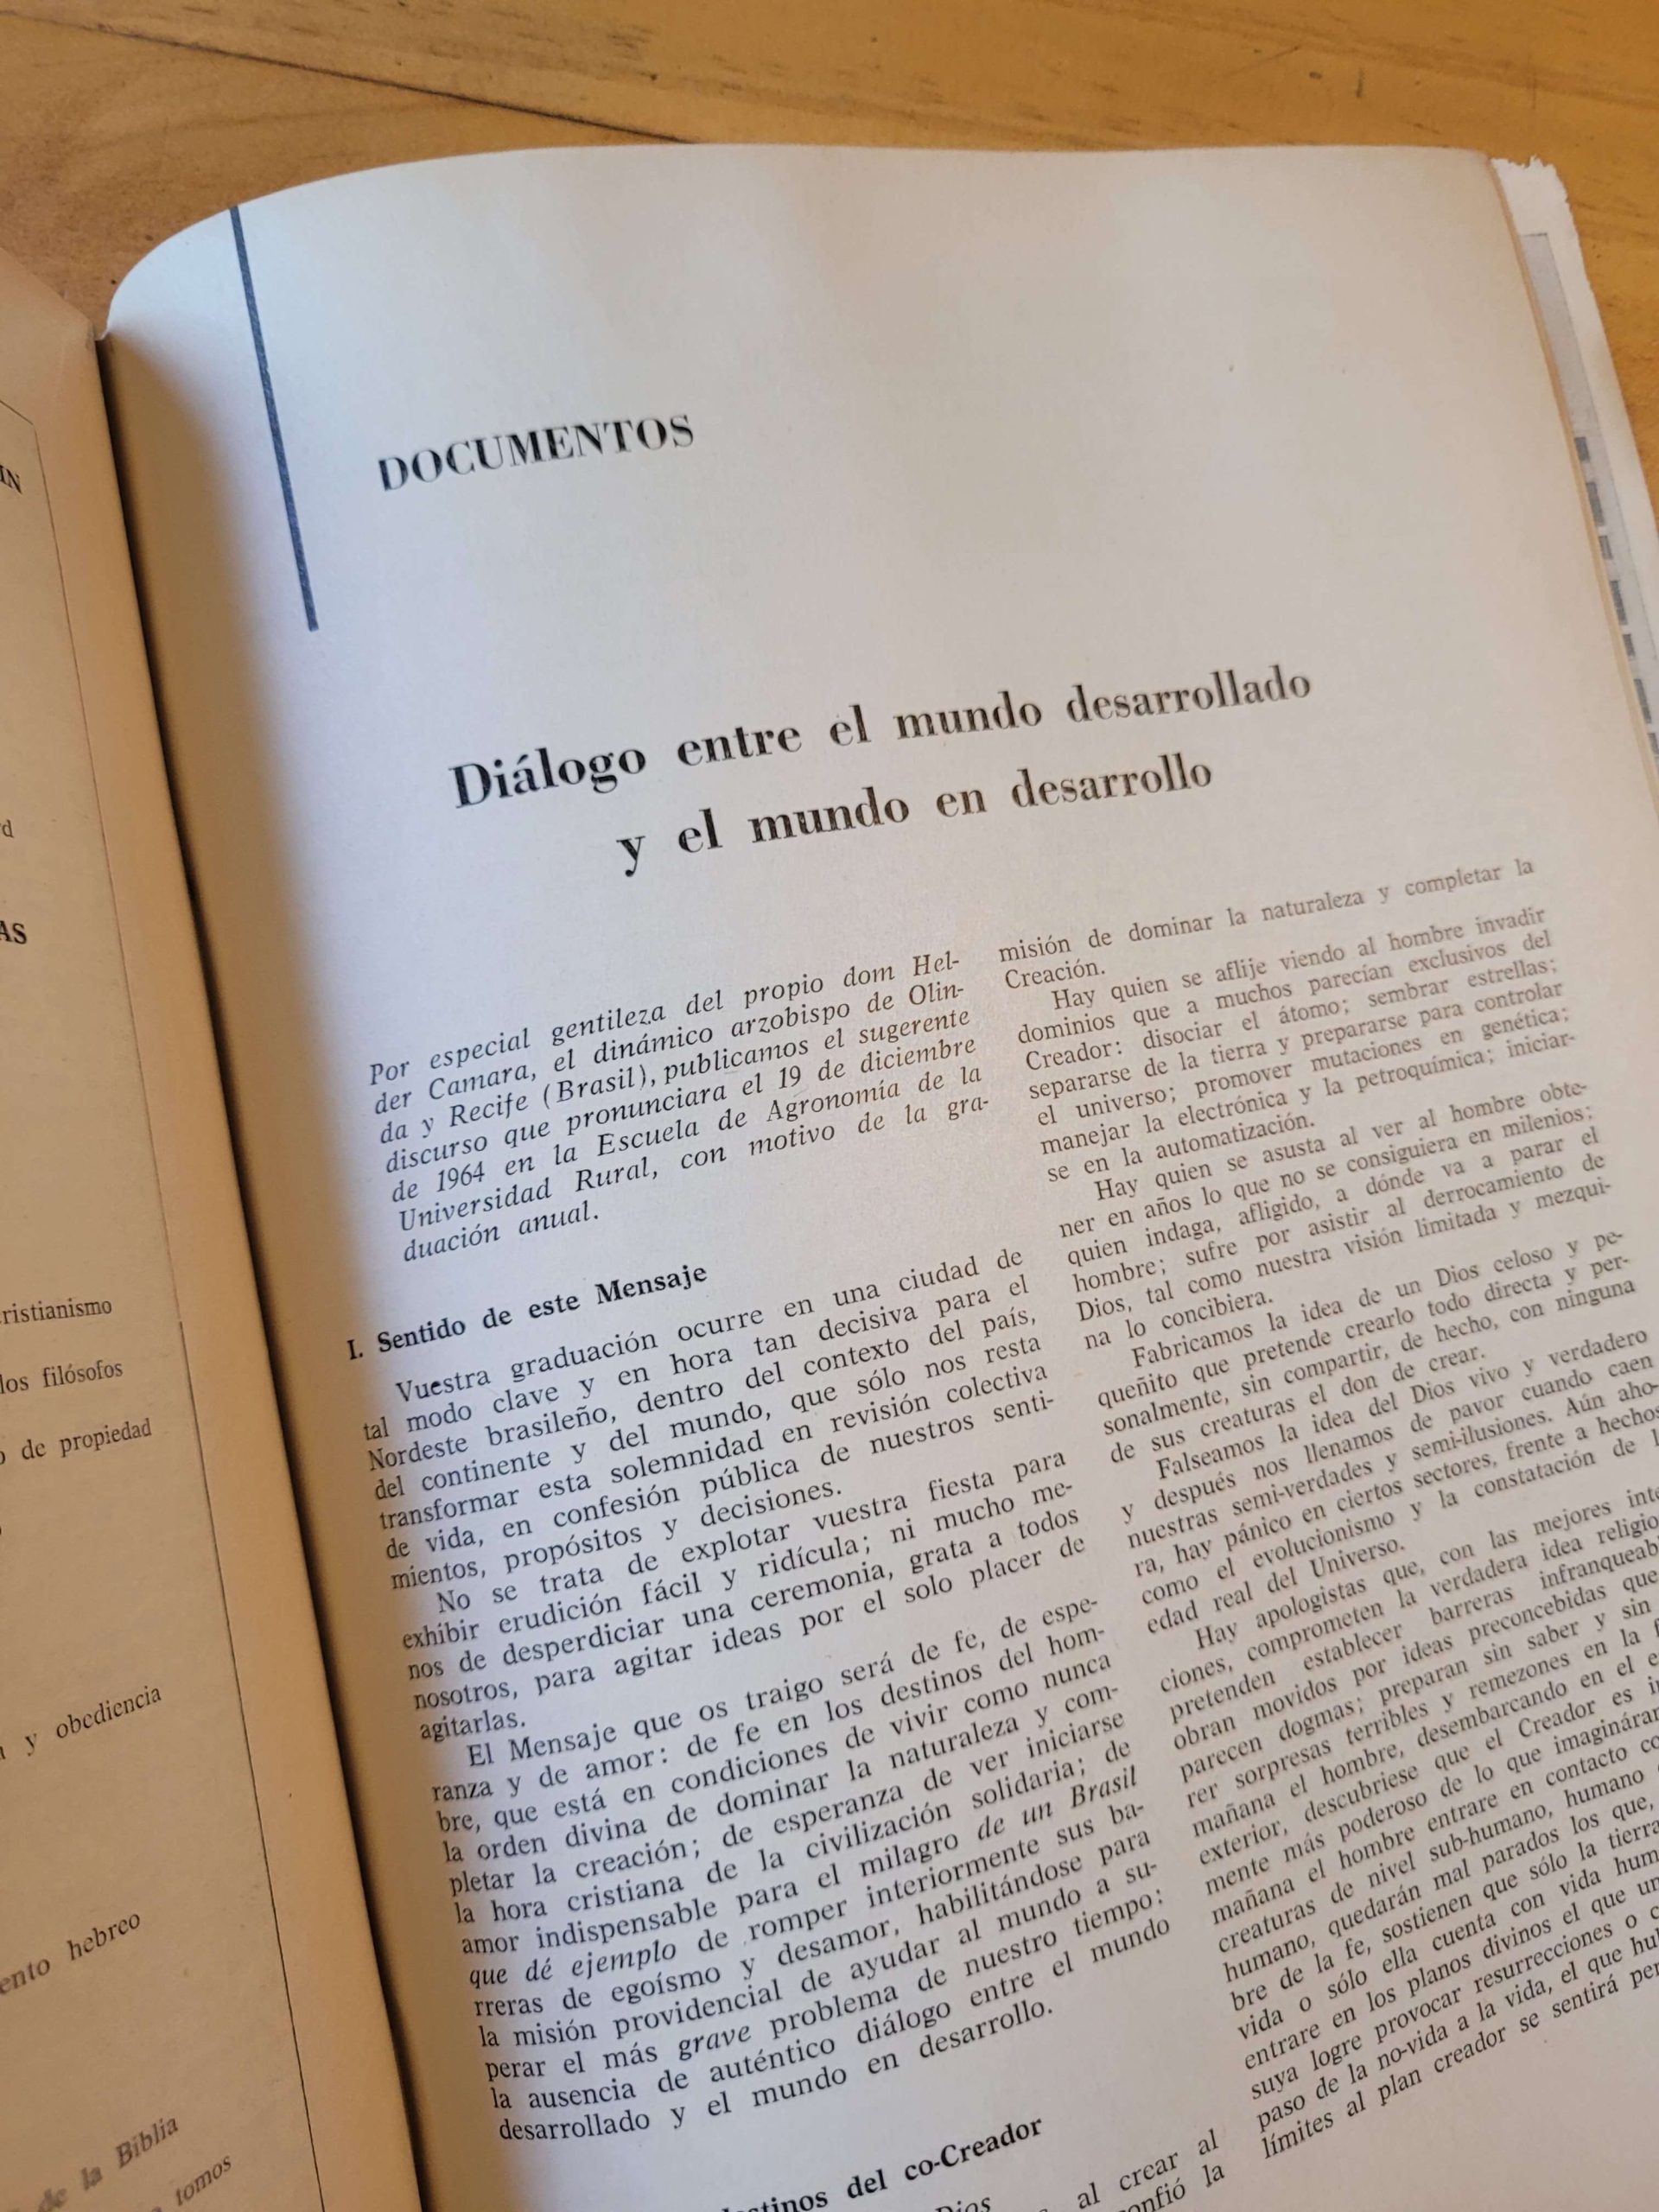 IN
AS
ristianismo
los filósofos
de propiedad
y obediencia
ento hebreo
de la Biblia
tomos
DOCUMENTOS
Diálogo entre el mundo desarrollado
y el mundo en desarrollo
Por especial gentileza del propio dom Hel-
der Camara, el dinámico arzobispo de Olin-
da y Recife (Brasil), publicamos el sugerente
discurso que pronunciara el 19 de diciembre
de 1964 en la Escuela de Agronomía de la
Universidad Rural, con motivo de la gra-
duación anual.
I. Sentido de este Mensaje
Vuestra graduación ocurre en una ciudad de
tal modo clave y en hora tan decisiva para el
Nordeste brasileño, dentro del contexto del país,
del continente y del mundo, que sólo nos resta
transformar esta solemnidad en revisión colectiva
de vida, en confesión pública de nuestros senti-
mientos, propósitos y decisiones.
No se trata de explotar vuestra fiesta para
exhibir erudición fácil y ridícula; ni mucho me-
nos de desperdiciar una ceremonia, grata a todos
nosotros, para agitar ideas por el solo placer de
agitarlas.
El Mensaje que os traigo será de fe, de espe-
ranza y de amor: de fe en los destinos del hom-
bre, que está en condiciones de vivir como nunca
la orden divina de dominar la naturaleza y com-
pletar la creación; de esperanza de ver iniciarse
la hora cristiana de la civilización solidaria; de
amor indispensable para el milagro de un Brasil
que dé ejemplo de romper interiormente sus ba-
rreras de egoísmo y desamor, habilitándose para
la misión providencial de ayudar al mundo a su-
perar el más grave problema de nuestro tiempo:
la ausencia de auténtico diálogo entre el mundo
desarrollado y el mundo en desarrollo.
stinos del co-Creador
Dios al crear al
onfió la
misión de dominar la naturaleza y completar la
Creación.
Hay quien se aflije viendo al hombre invadir
dominios que a muchos parecían exclusivos del
Creador: disociar el átomo; sembrar estrellas;
separarse de la tierra y prepararse para controlar
el universo; promover mutaciones en genética;
manejar la electrónica y la petroquímica; iniciar-
se en la automatización.
Hay quien se asusta al ver al hombre obte-
ner en años lo que no se consiguiera en milenios;
quien indaga, afligido, a dónde va a parar el
hombre; sufre por asistir al derrocamiento de
Dios, tal como nuestra visión limitada y mezqui-
na lo concibiera.
Fabricamos la idea de un Dios celoso y pe-
queñito que pretende crearlo todo directa y per-
sonalmente, sin compartir, de hecho, con ninguna
de sus creaturas el don de crear.
Falseamos la idea del Dios vivo y verdadero
y después nos llenamos de pavor cuando caen
nuestras semi-verdades y semi-ilusiones. Aún aho-
ra, hay pánico en ciertos sectores, frente a hechos
como el evolucionismo y la constatación de l
edad real del Universo.
Hay apologistas que, con las mejores inte
ciones, comprometen la verdadera idea religio
pretenden establecer barreras infranqueab
obran movidos por ideas preconcebidas que
parecen dogmas; preparan sin saber y sin
rer sorpresas terribles y remezones en la f
mañana el hombre, desembarcando en el e
exterior, descubriese que el Creador es i
mente más poderoso de lo que imaginárar
mañana el hombre entrare en contacto co
creaturas de nivel sub-humano, humano
humano, quedarán mal parados los que,
bre de la fe, sostienen que sólo la tierra
vida o sólo ella cuenta con vida hum
entrare en los planos divinos el que un
suya logre provocar resurrecciones o c
paso de la no-vida a la vida, el que hu
límites al plan creador se sentirá per